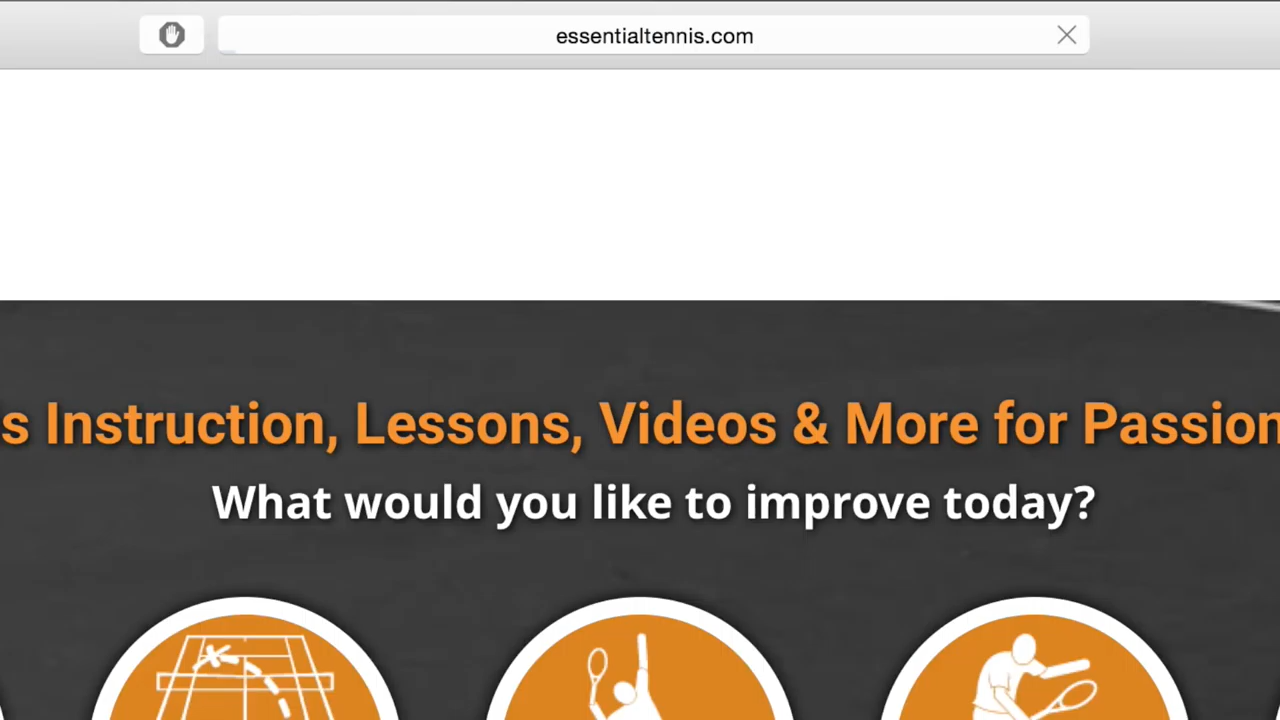 essentialtennis.com
s Instruction, Lessons, Videos & More for Passion
What would you like to improve today?